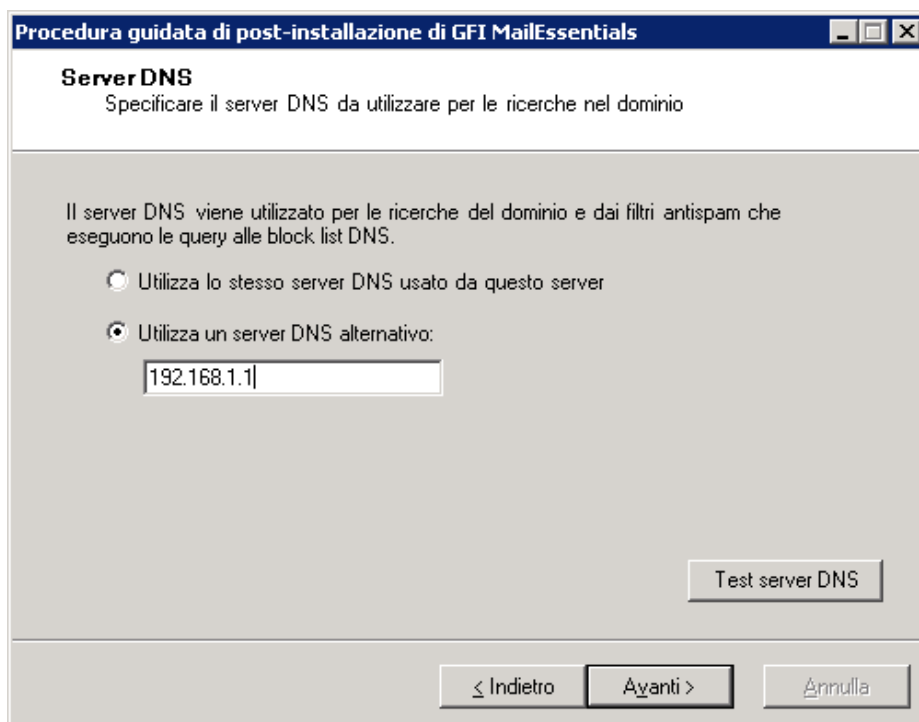 Procedura guidata di post-installazione di GFI MailEssentials
Server DNS
Specificare il server DNS da utilizzare per le ricerche nel dominio
Il server DNS viene utilizzato per le ricerche del dominio e dai filtri antispam che
eseguono le query alle block list DNS.
Utilizza lo stesso server DNS usato da questo server
Utilizza un server DNS alternativo:
192.168.1.1
Test server DNS
< Indietro
Avanti >
Annulla